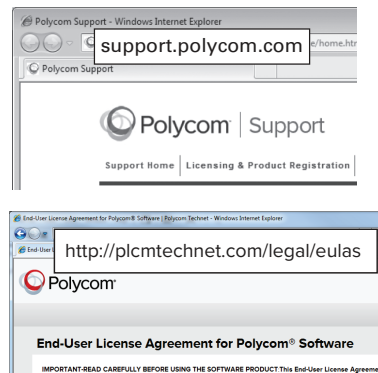 Polycom Support - Windows Internet Explorer
support.polycom.com
e/home.htr
Polycom Support
Polycom | Support
Support Home | Licensing & Product Registration |
End-User License Agreement for Polycom® Software | Polycom Technet - Windows Internet Explorer
http://plcmtechnet.com/legal/eulas
End-User
Polycom
End-User License Agreement for Polycom® Software
IMPORTANT-READ CAREFULLY BEFORE USING THE SOFTWARE PRODUCT:This End-User License Agreeme